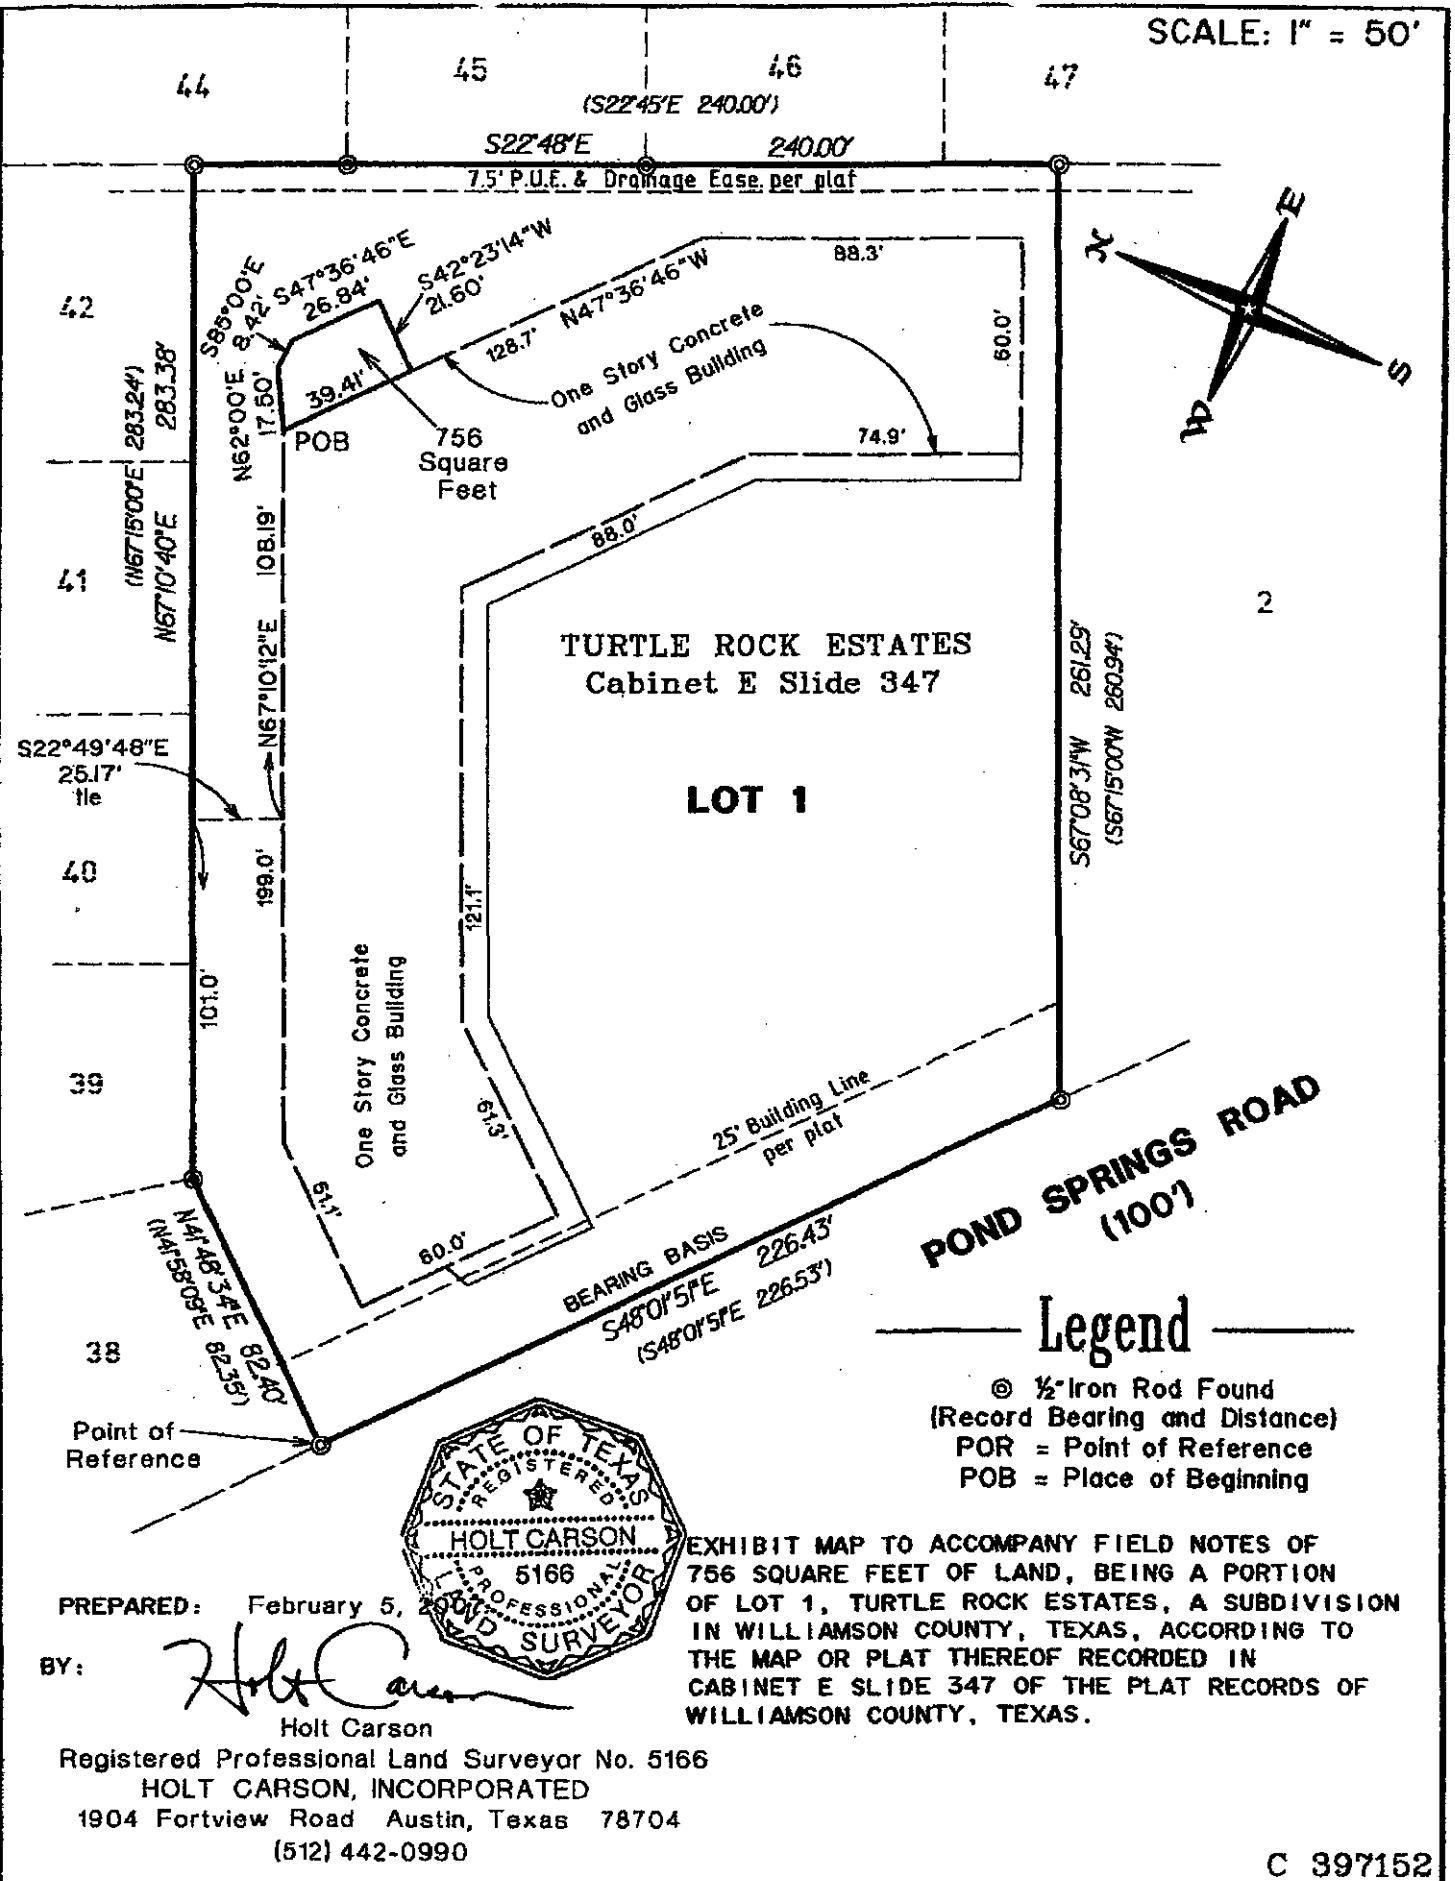 SCALE: 1" = 50'
44
45
46
47
(S22°45'E 240.00')
S22°48'E 240.00'
7.5' P.U.E. & Drainage Ease. per plat
42
41
40
39
38
2
(N67°15'00"E 283.24')
N67°10'40"E 283.38'
S85°00'E
8.42'
S47°36'46"E
26.84'
S42°23'14"W
21.60'
N62°00'E
17.50'
39.41'
POB
756
Square
Feet
128.7' N47°36'46"W
88.3'
60.0'
One Story Concrete
and Glass Building
74.9'
88.0'
N67°10'12"E 108.19'
N
E
S
W
TURTLE ROCK ESTATES
Cabinet E Slide 347
LOT 1
S22°49'48"E
25.17'
tie
199.0'
101.0'
121.1'
One Story Concrete
and Glass Building
61.3'
51.1'
60.0'
S67°08'31"W 261.29'
(S67°15'00"W 260.94')
25' Building Line
per plat
BEARING BASIS
S48°01'51"E 226.43'
(S48°01'51"E 226.53')
POND SPRINGS ROAD
(100')
N41°48'34"E 82.40'
(N41°58'09"E 82.35')
Point of
Reference
Legend
½" Iron Rod Found
(Record Bearing and Distance)
POR = Point of Reference
POB = Place of Beginning
STATE OF TEXAS
REGISTERED
HOLT CARSON
5166
PROFESSIONAL
LAND SURVEYOR
EXHIBIT MAP TO ACCOMPANY FIELD NOTES OF
756 SQUARE FEET OF LAND, BEING A PORTION
OF LOT 1, TURTLE ROCK ESTATES, A SUBDIVISION
IN WILLIAMSON COUNTY, TEXAS, ACCORDING TO
THE MAP OR PLAT THEREOF RECORDED IN
CABINET E SLIDE 347 OF THE PLAT RECORDS OF
WILLIAMSON COUNTY, TEXAS.
PREPARED: February 5,
BY: Holt Carson
Holt Carson
Registered Professional Land Surveyor No. 5166
HOLT CARSON, INCORPORATED
1904 Fortview Road Austin, Texas 78704
(512) 442-0990
C 397152